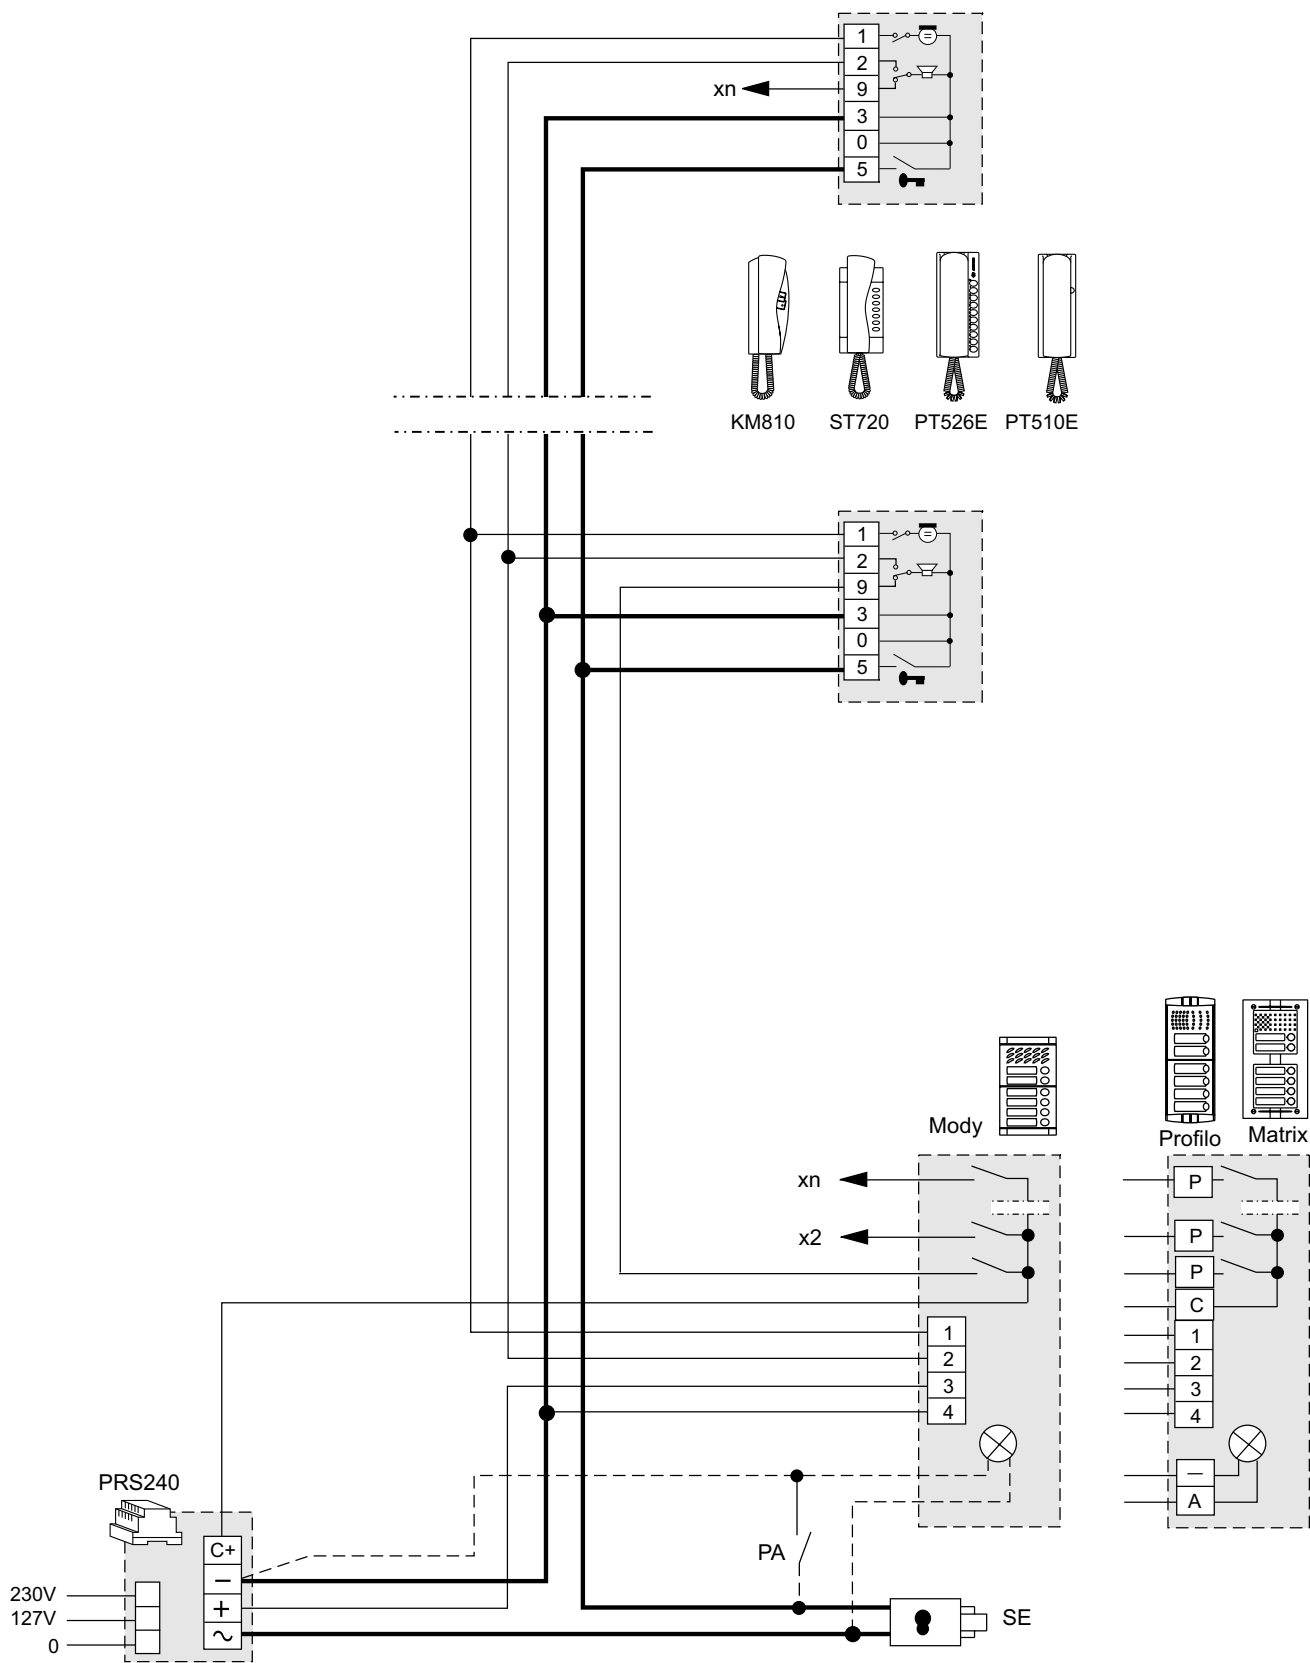 1
2
xn 9
3
0
5
KM810 ST720 PT526E PT510E
1
2
9
3
0
5
Mody Profilo Matrix
xn P
x2 P
P
C
1 1
2 2
3 3
4 4
PRS240
—
A
C+
PA
−
230V
+
127V
SE
~
0